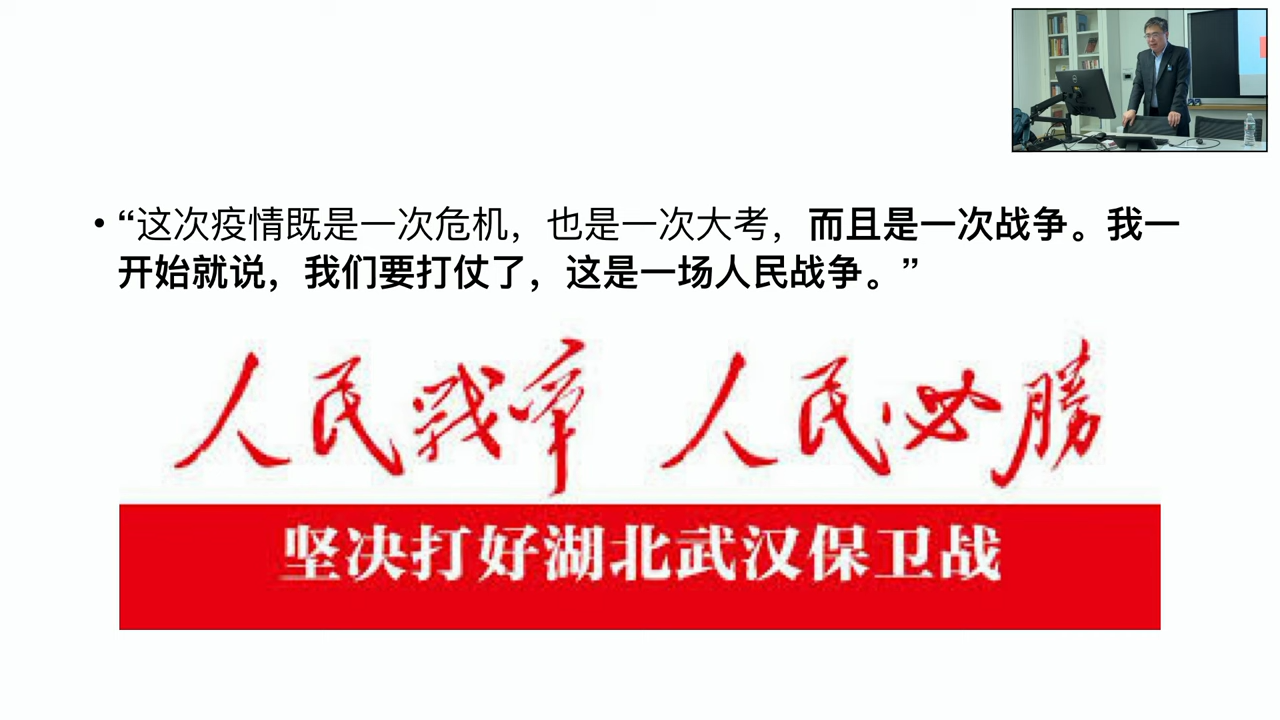 • “这次疫情既是一次危机，也是一次大考，而且是一次战争。我一
开始就说，我们要打仗了，这是一场人民战争。”
人民戰爭 人民必勝
坚决打好湖北武汉保卫战